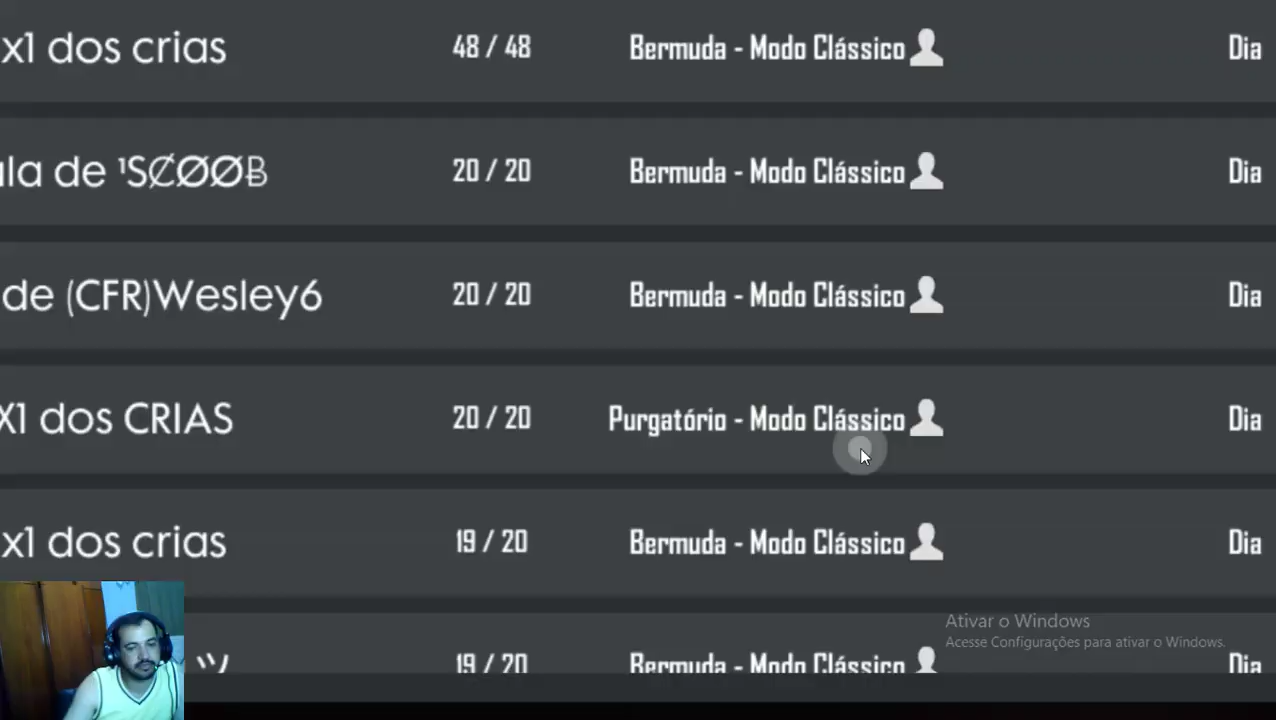 x1 dos crias 48 / 48 Bermuda - Modo Clássico Dia
de ¹SȻØØɃ 20 / 20 Bermuda - Modo Clássico Dia
de (CFR)Wesley6 20 / 20 Bermuda - Modo Clássico Dia
X1 dos CRIAS 20 / 20 Purgatório - Modo Clássico Dia
x1 dos crias 19 / 20 Bermuda - Modo Clássico Dia
ツ 19 / 20 Bermuda - Modo Clássico Dia
Ativar o Windows
Acesse Configurações para ativar o Windows.